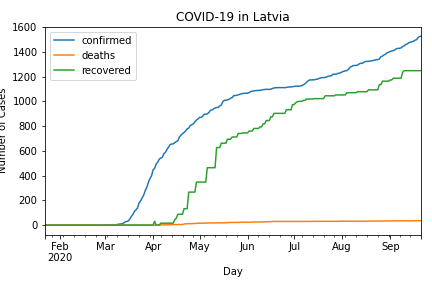 COVID-19 in Latvia
1600
1400
1200
1000
800
600
400
200
0
Number of Cases
confirmed
deaths
recovered
Feb Mar Apr May Jun Jul Aug Sep
2020
Day